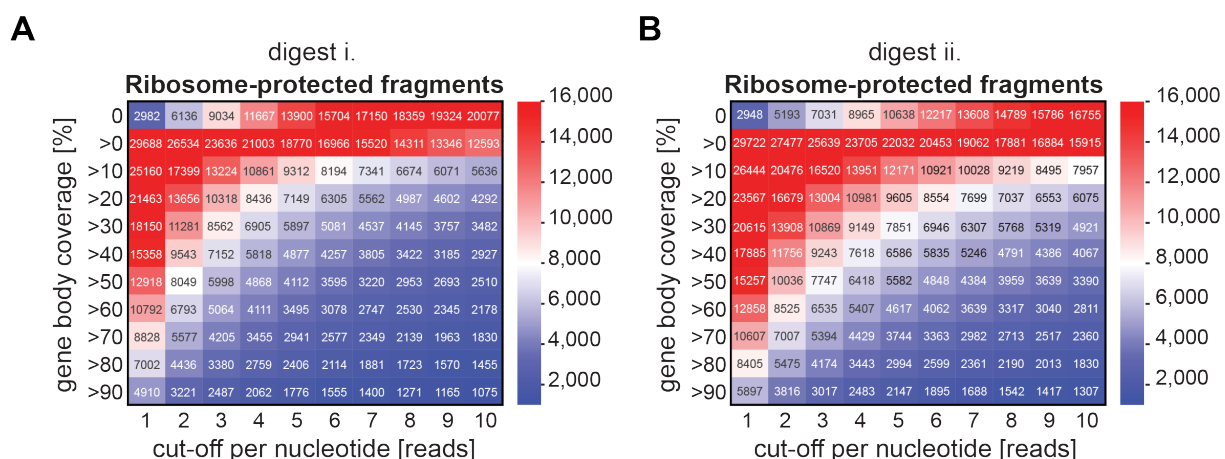 A
digest i.
Ribosome-protected fragments
gene body coverage [%]
0 2982 6136 9034 11667 13900 15704 17150 18359 19324 20077
>0 29688 26534 23636 21003 18770 16966 15520 14311 13346 12593
>10 25160 17399 13224 10861 9312 8194 7341 6674 6071 5636
>20 21463 13656 10318 8436 7149 6305 5562 4987 4602 4292
>30 18150 11281 8562 6905 5897 5081 4537 4145 3757 3482
>40 15358 9543 7152 5818 4877 4257 3805 3422 3185 2927
>50 12918 8049 5998 4868 4112 3595 3220 2953 2693 2510
>60 10792 6793 5064 4111 3495 3078 2747 2530 2345 2178
>70 8828 5577 4205 3455 2941 2577 2349 2139 1963 1830
>80 7002 4436 3380 2759 2406 2114 1881 1723 1570 1455
>90 4910 3221 2487 2062 1776 1555 1400 1271 1165 1075
1 2 3 4 5 6 7 8 9 10
cut-off per nucleotide [reads]
16,000
14,000
12,000
10,000
8,000
6,000
4,000
2,000
B
digest ii.
Ribosome-protected fragments
gene body coverage [%]
0 2948 5193 7031 8965 10638 12217 13608 14789 15786 16755
>0 29722 27477 25639 23705 22032 20453 19062 17881 16884 15915
>10 26444 20476 16520 13951 12171 10921 10028 9219 8495 7957
>20 23567 16679 13004 10981 9605 8554 7699 7037 6553 6075
>30 20615 13908 10869 9149 7851 6946 6307 5768 5319 4921
>40 17885 11756 9243 7618 6586 5835 5246 4791 4386 4067
>50 15257 10036 7747 6418 5582 4848 4384 3959 3639 3390
>60 12858 8525 6535 5407 4617 4062 3639 3317 3040 2811
>70 10607 7007 5394 4429 3744 3363 2982 2713 2517 2360
>80 8405 5475 4174 3443 2994 2599 2361 2190 2013 1830
>90 5897 3816 3017 2483 2147 1895 1688 1542 1417 1307
1 2 3 4 5 6 7 8 9 10
cut-off per nucleotide [reads]
16,000
14,000
12,000
10,000
8,000
6,000
4,000
2,000